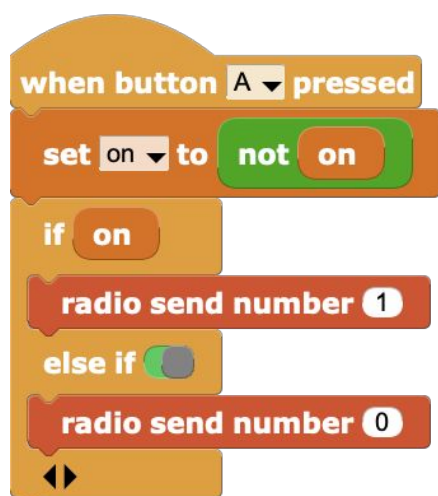 when button A pressed
set on to not on
if on
radio send number 1
else if
radio send number 0